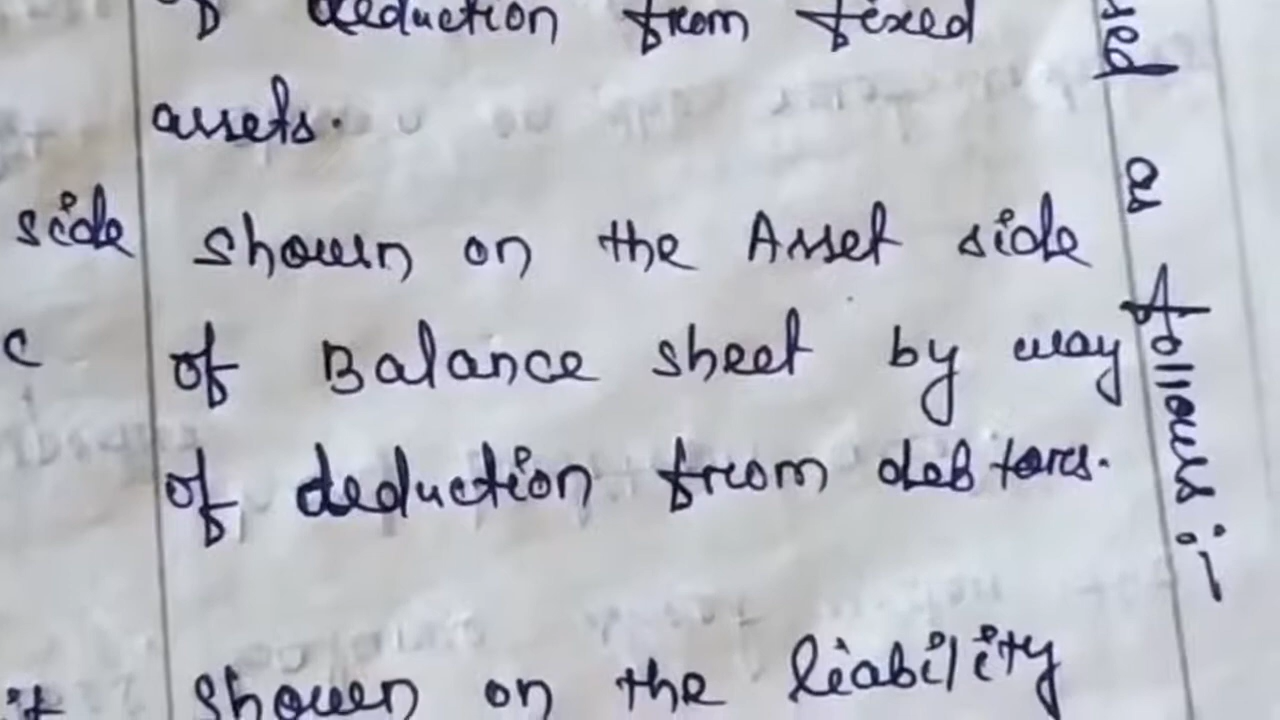 deduction from fixed
assets.
side shown on the Asset side
c of Balance sheet by way
of deduction from debtors.
shown on the liability
as follows:-